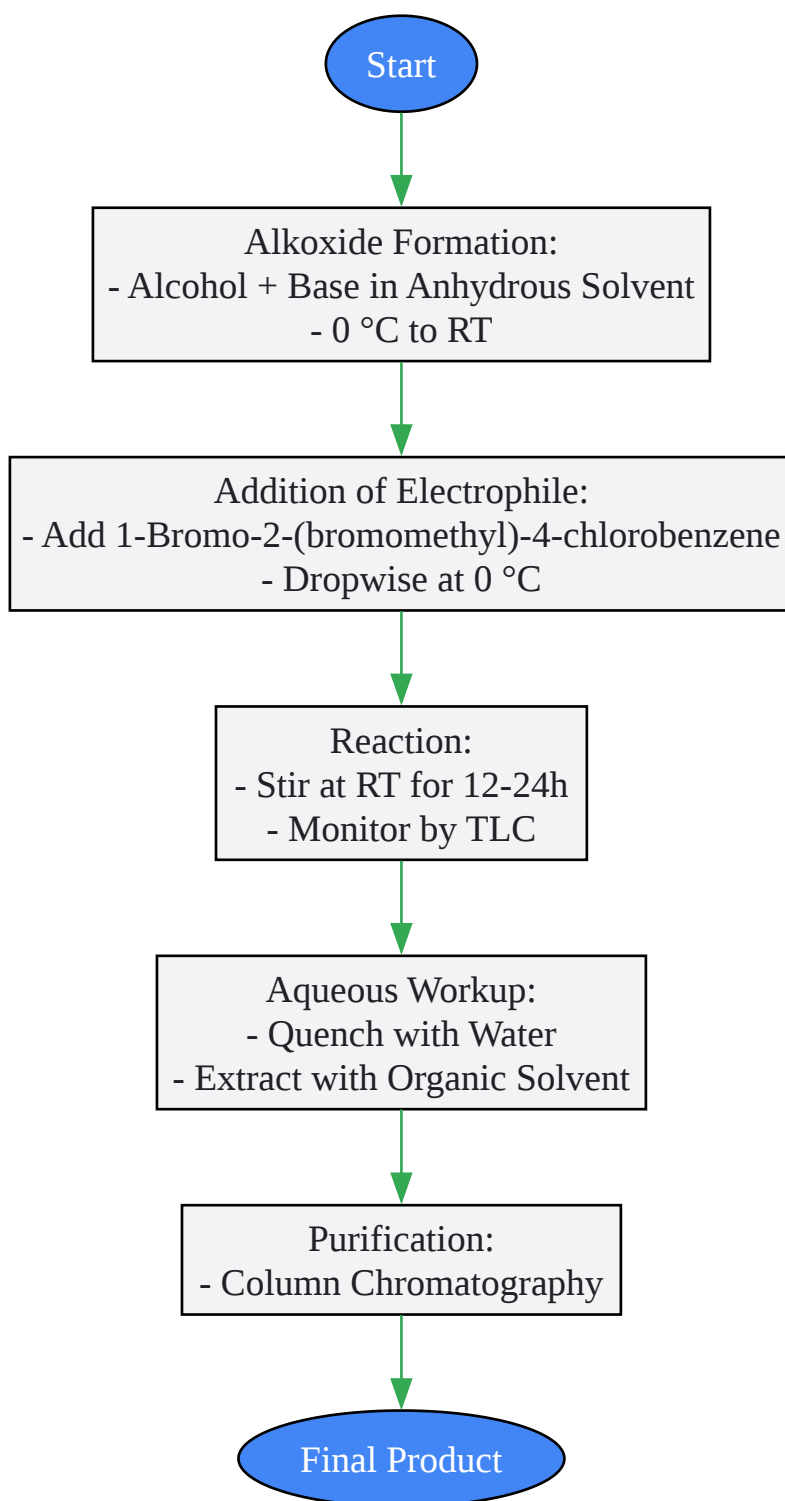 Start
Alkoxide Formation:
- Alcohol + Base in Anhydrous Solvent
- 0 °C to RT
Addition of Electrophile:
- Add 1-Bromo-2-(bromomethyl)-4-chlorobenzene
- Dropwise at 0 °C
Reaction:
- Stir at RT for 12-24h
- Monitor by TLC
Aqueous Workup:
- Quench with Water
- Extract with Organic Solvent
Purification:
- Column Chromatography
Final Product